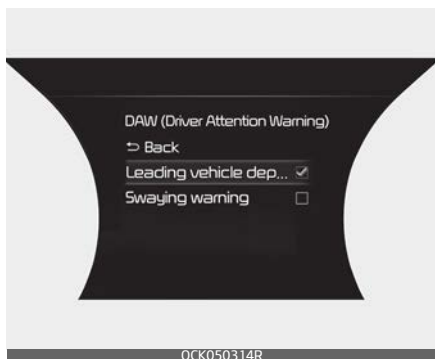 DAW (Driver Attention Warning)
⮌ Back
Leading vehicle dep...
Swaying warning
OCK050314R